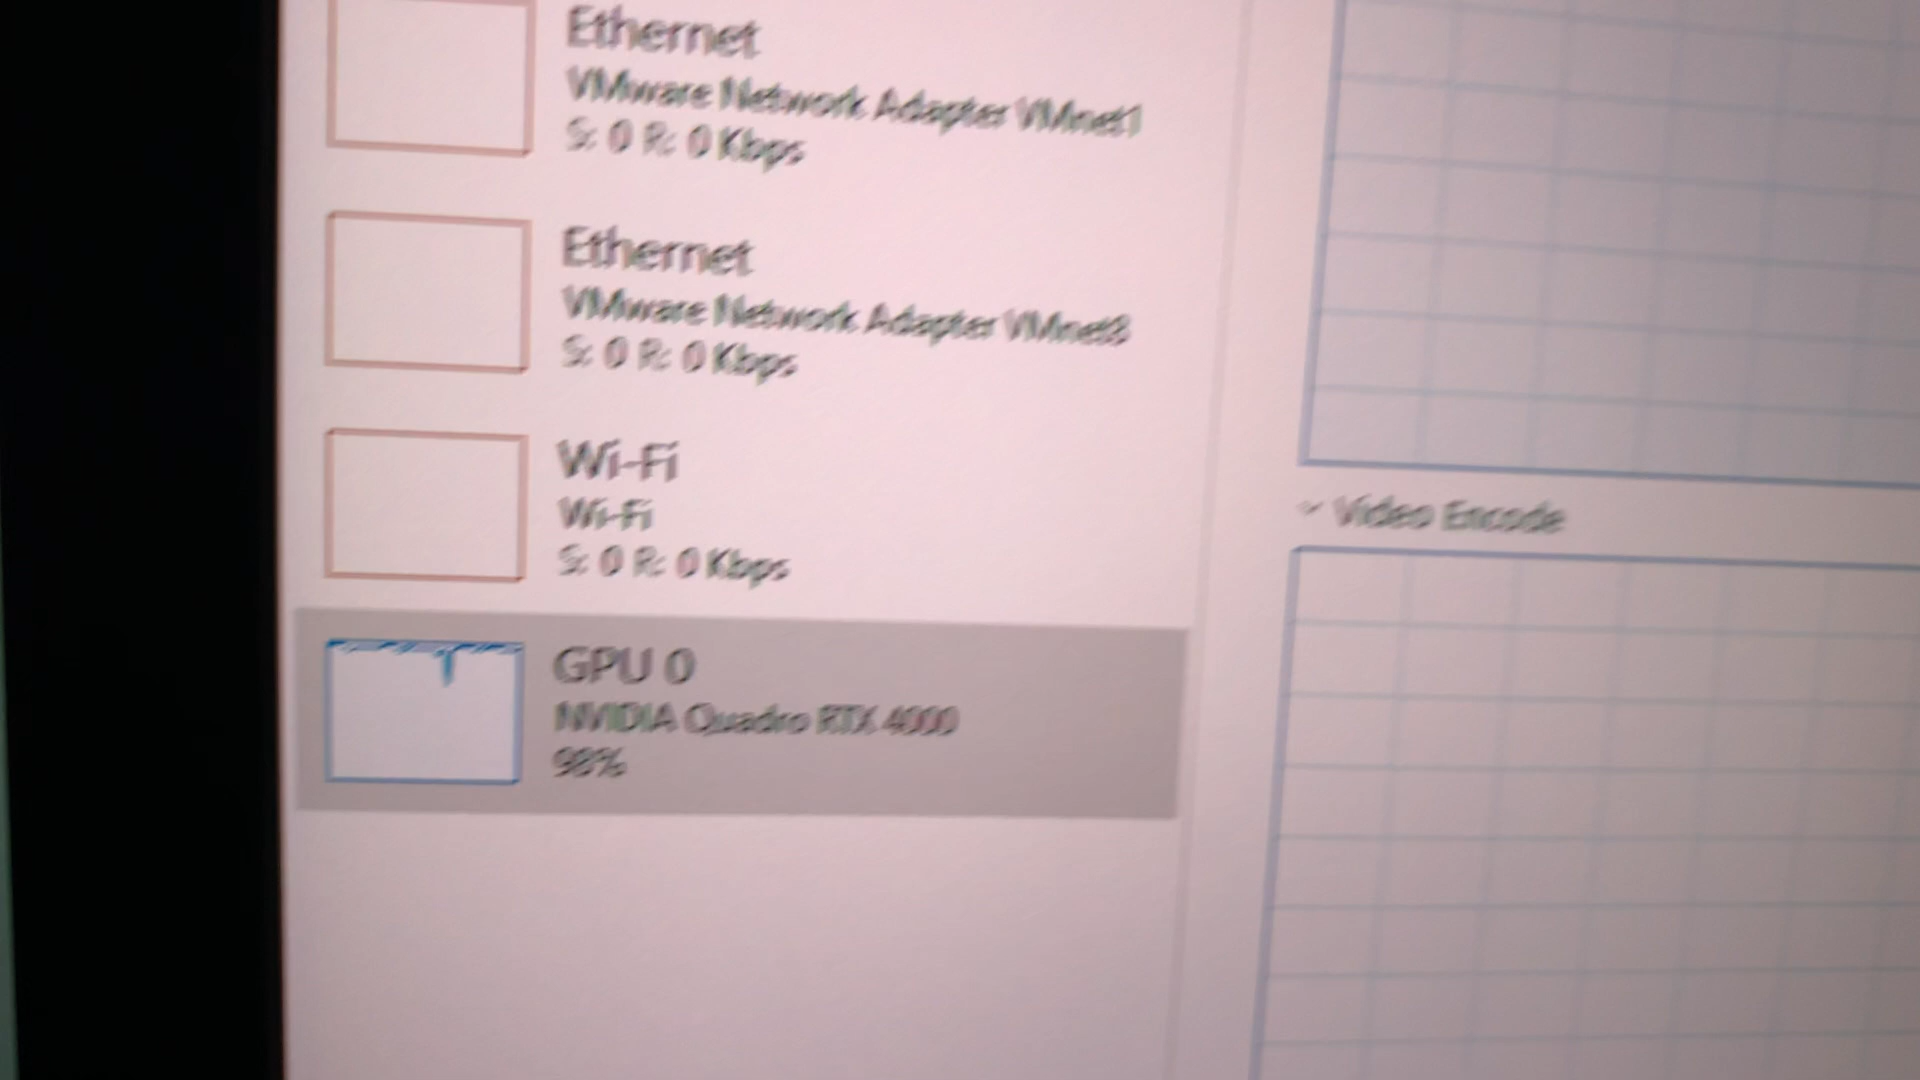 Ethernet
VMware Network Adapter VMnet1
S: 0 R: 0 Kbps
Ethernet
VMware Network Adapter VMnet8
S: 0 R: 0 Kbps
Wi-Fi
Wi-Fi
S: 0 R: 0 Kbps
GPU 0
NVIDIA Quadro RTX 4000
98%
Video Encode